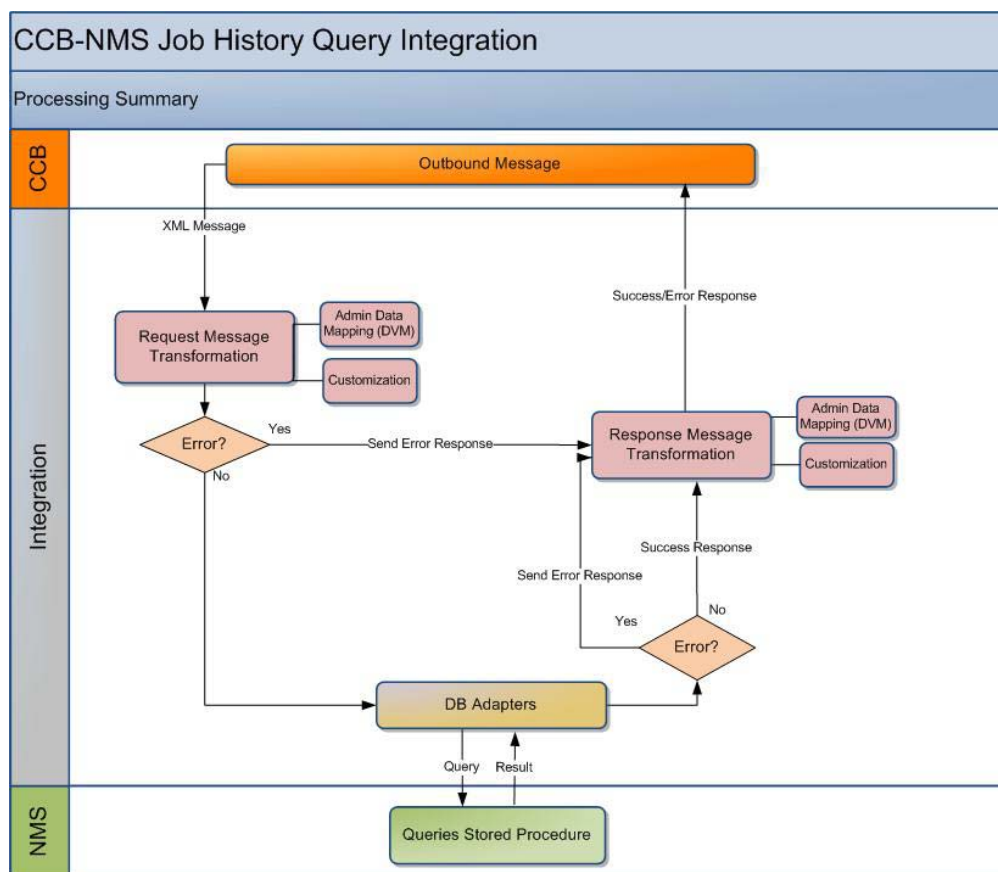 CCB-NMS Job History Query Integration
Processing Summary
CCB
Outbound Message
XML Message
Success/Error Response
Integration
Request Message
Transformation
Admin Data
Mapping (DVM)
Customization
Error?
Yes
Send Error Response
No
Response Message
Transformation
Admin Data
Mapping (DVM)
Customization
Success Response
Send Error Response
Yes
No
Error?
DB Adapters
Query
Result
NMS
Queries Stored Procedure